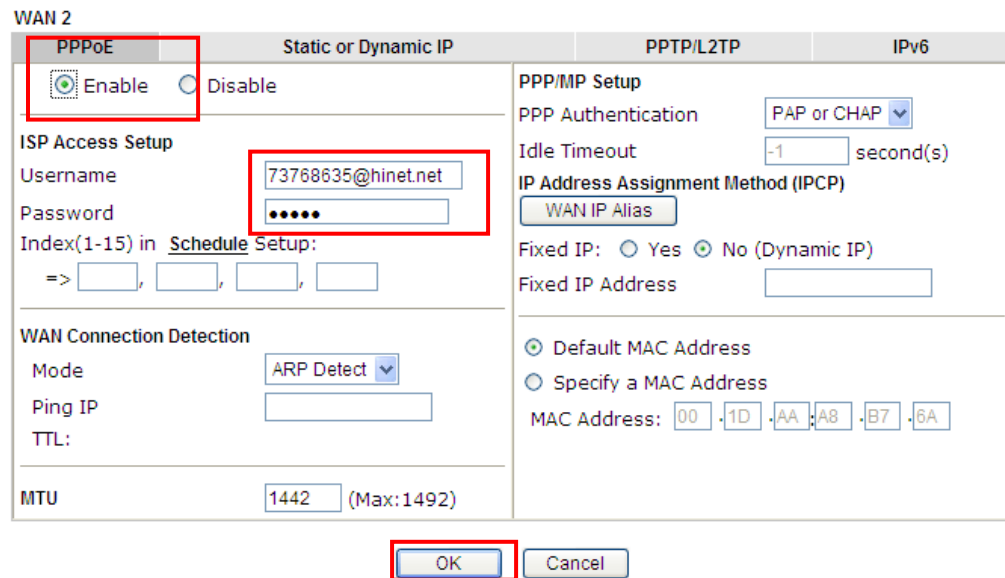 WAN 2
PPPoE
Static or Dynamic IP
PPTP/L2TP
IPv6
Enable Disable
ISP Access Setup
Username 73768635@hinet.net
Password •••••
Index(1-15) in Schedule Setup:
=> , , ,
WAN Connection Detection
Mode ARP Detect
Ping IP
TTL:
MTU 1442 (Max:1492)
PPP/MP Setup
PPP Authentication PAP or CHAP
Idle Timeout -1 second(s)
IP Address Assignment Method (IPCP)
WAN IP Alias
Fixed IP: Yes No (Dynamic IP)
Fixed IP Address
Default MAC Address
Specify a MAC Address
MAC Address: 00 .1D .AA :A8 .B7 .6A
OK Cancel